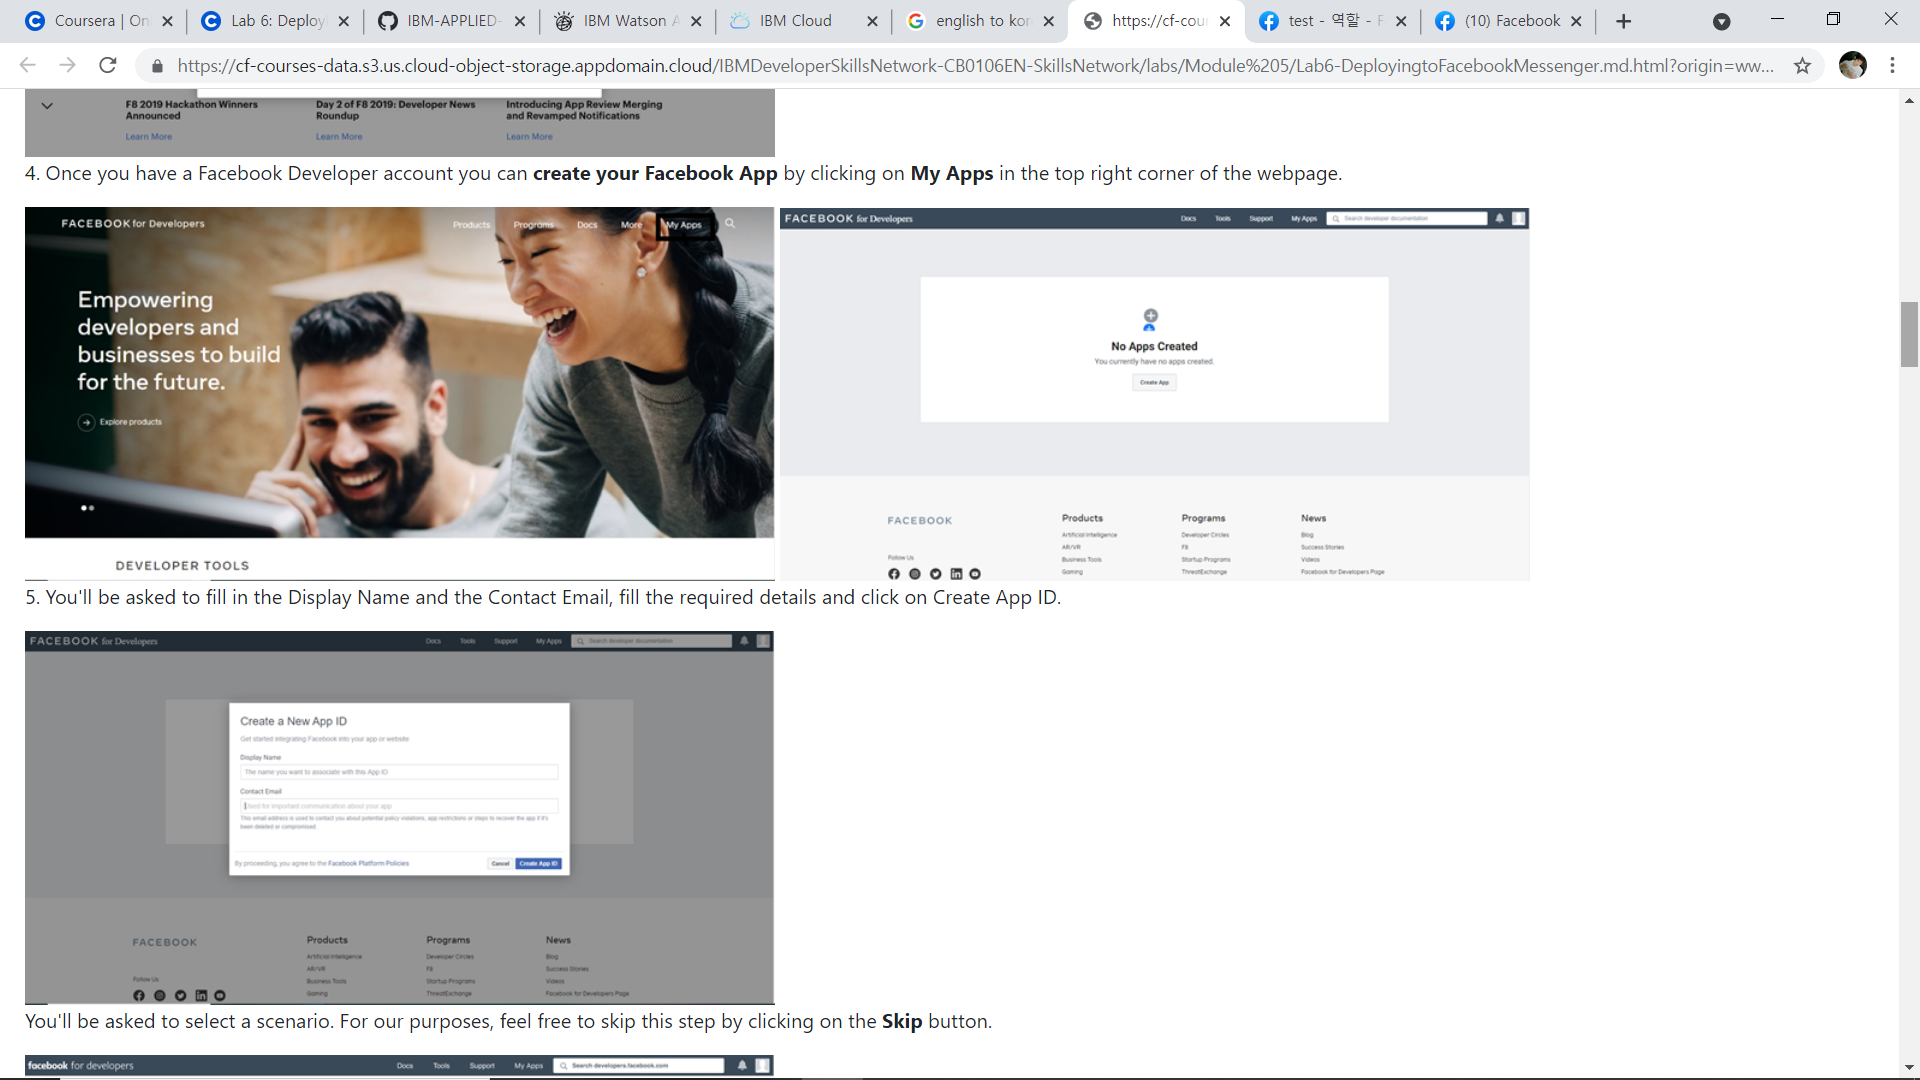 Coursera | On
Lab 6: Deploy
IBM-APPLIED-
IBM Watson A
IBM Cloud
english to kor
https://cf-cour
test - 역할 - F
(10) Facebook
https://cf-courses-data.s3.us.cloud-object-storage.appdomain.cloud/IBMDeveloperSkillsNetwork-CB0106EN-SkillsNetwork/labs/Module%205/Lab6-DeployingtoFacebookMessenger.md.html?origin=ww...
F8 2019 Hackathon Winners Announced
Learn More
Day 2 of F8 2019: Developer News Roundup
Learn More
Introducing App Review Merging and Revamped Notifications
Learn More
4. Once you have a Facebook Developer account you can create your Facebook App by clicking on My Apps in the top right corner of the webpage.
FACEBOOK for Developers
Products Programs Docs More My Apps
Empowering
developers and
businesses to build
for the future.
Explore products
DEVELOPER TOOLS
FACEBOOK for Developers
Docs Tools Support My Apps Search developer documentation
No Apps Created
You currently have no apps created.
Create App
FACEBOOK
Follow Us
Products
Artificial Intelligence
AR/VR
Business Tools
Gaming
Programs
Developer Circles
F8
Startup Programs
ThreatExchange
News
Blog
Success Stories
Videos
Facebook for Developers Page
5. You'll be asked to fill in the Display Name and the Contact Email, fill the required details and click on Create App ID.
FACEBOOK for Developers
Docs Tools Support My Apps Search developer documentation
Create a New App ID
Get started integrating Facebook into your app or website
Display Name
The name you want to associate with this App ID
Contact Email
Used for important communication about your app
This email address is used to contact you about potential policy violations, app restrictions or steps to recover the app if it's
been deleted or compromised.
By proceeding, you agree to the Facebook Platform Policies
Cancel Create App ID
FACEBOOK
Follow Us
Products
Artificial Intelligence
AR/VR
Business Tools
Gaming
Programs
Developer Circles
F8
Startup Programs
ThreatExchange
News
Blog
Success Stories
Videos
Facebook for Developers Page
You'll be asked to select a scenario. For our purposes, feel free to skip this step by clicking on the Skip button.
facebook for developers
Docs Tools Support My Apps Search developers.facebook.com